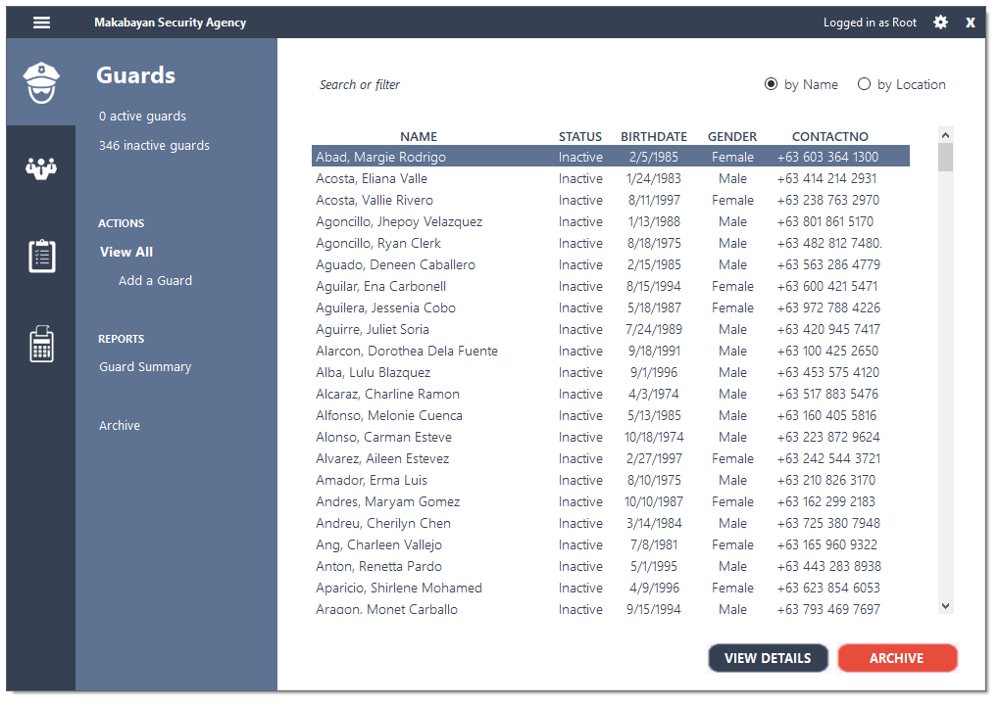 Makabayan Security Agency
Logged in as Root
X
Guards
0 active guards
346 inactive guards
ACTIONS
View All
Add a Guard
REPORTS
Guard Summary
Archive
Search or filter
by Name
by Location
NAME STATUS BIRTHDATE GENDER CONTACTNO
Abad, Margie Rodrigo Inactive 2/5/1985 Female +63 603 364 1300
Acosta, Eliana Valle Inactive 1/24/1983 Male +63 414 214 2931
Acosta, Vallie Rivero Inactive 8/11/1997 Female +63 238 763 2970
Agoncillo, Jhepoy Velazquez Inactive 1/13/1988 Male +63 801 861 5170
Agoncillo, Ryan Clerk Inactive 8/18/1975 Male +63 482 812 7480.
Aguado, Deneen Caballero Inactive 2/15/1985 Male +63 563 286 4779
Aguilar, Ena Carbonell Inactive 8/15/1994 Female +63 600 421 5471
Aguilera, Jessenia Cobo Inactive 5/18/1987 Female +63 972 788 4226
Aguirre, Juliet Soria Inactive 7/24/1989 Male +63 420 945 7417
Alarcon, Dorothea Dela Fuente Inactive 9/18/1991 Male +63 100 425 2650
Alba, Lulu Blazquez Inactive 9/1/1996 Male +63 453 575 4120
Alcaraz, Charline Ramon Inactive 4/3/1974 Male +63 517 883 5476
Alfonso, Melonie Cuenca Inactive 5/13/1985 Male +63 160 405 5816
Alonso, Carman Esteve Inactive 10/18/1974 Male +63 223 872 9624
Alvarez, Aileen Estevez Inactive 2/27/1997 Female +63 242 544 3721
Amador, Erma Luis Inactive 8/10/1975 Male +63 210 826 3170
Andres, Maryam Gomez Inactive 10/10/1987 Female +63 162 299 2183
Andreu, Cherilyn Chen Inactive 3/14/1984 Male +63 725 380 7948
Ang, Charleen Vallejo Inactive 7/8/1981 Female +63 165 960 9322
Anton, Renetta Pardo Inactive 5/1/1995 Male +63 443 283 8938
Aparicio, Shirlene Mohamed Inactive 4/9/1996 Female +63 623 854 6053
Aragon, Monet Carballo Inactive 9/15/1994 Male +63 793 469 7697
VIEW DETAILS
ARCHIVE